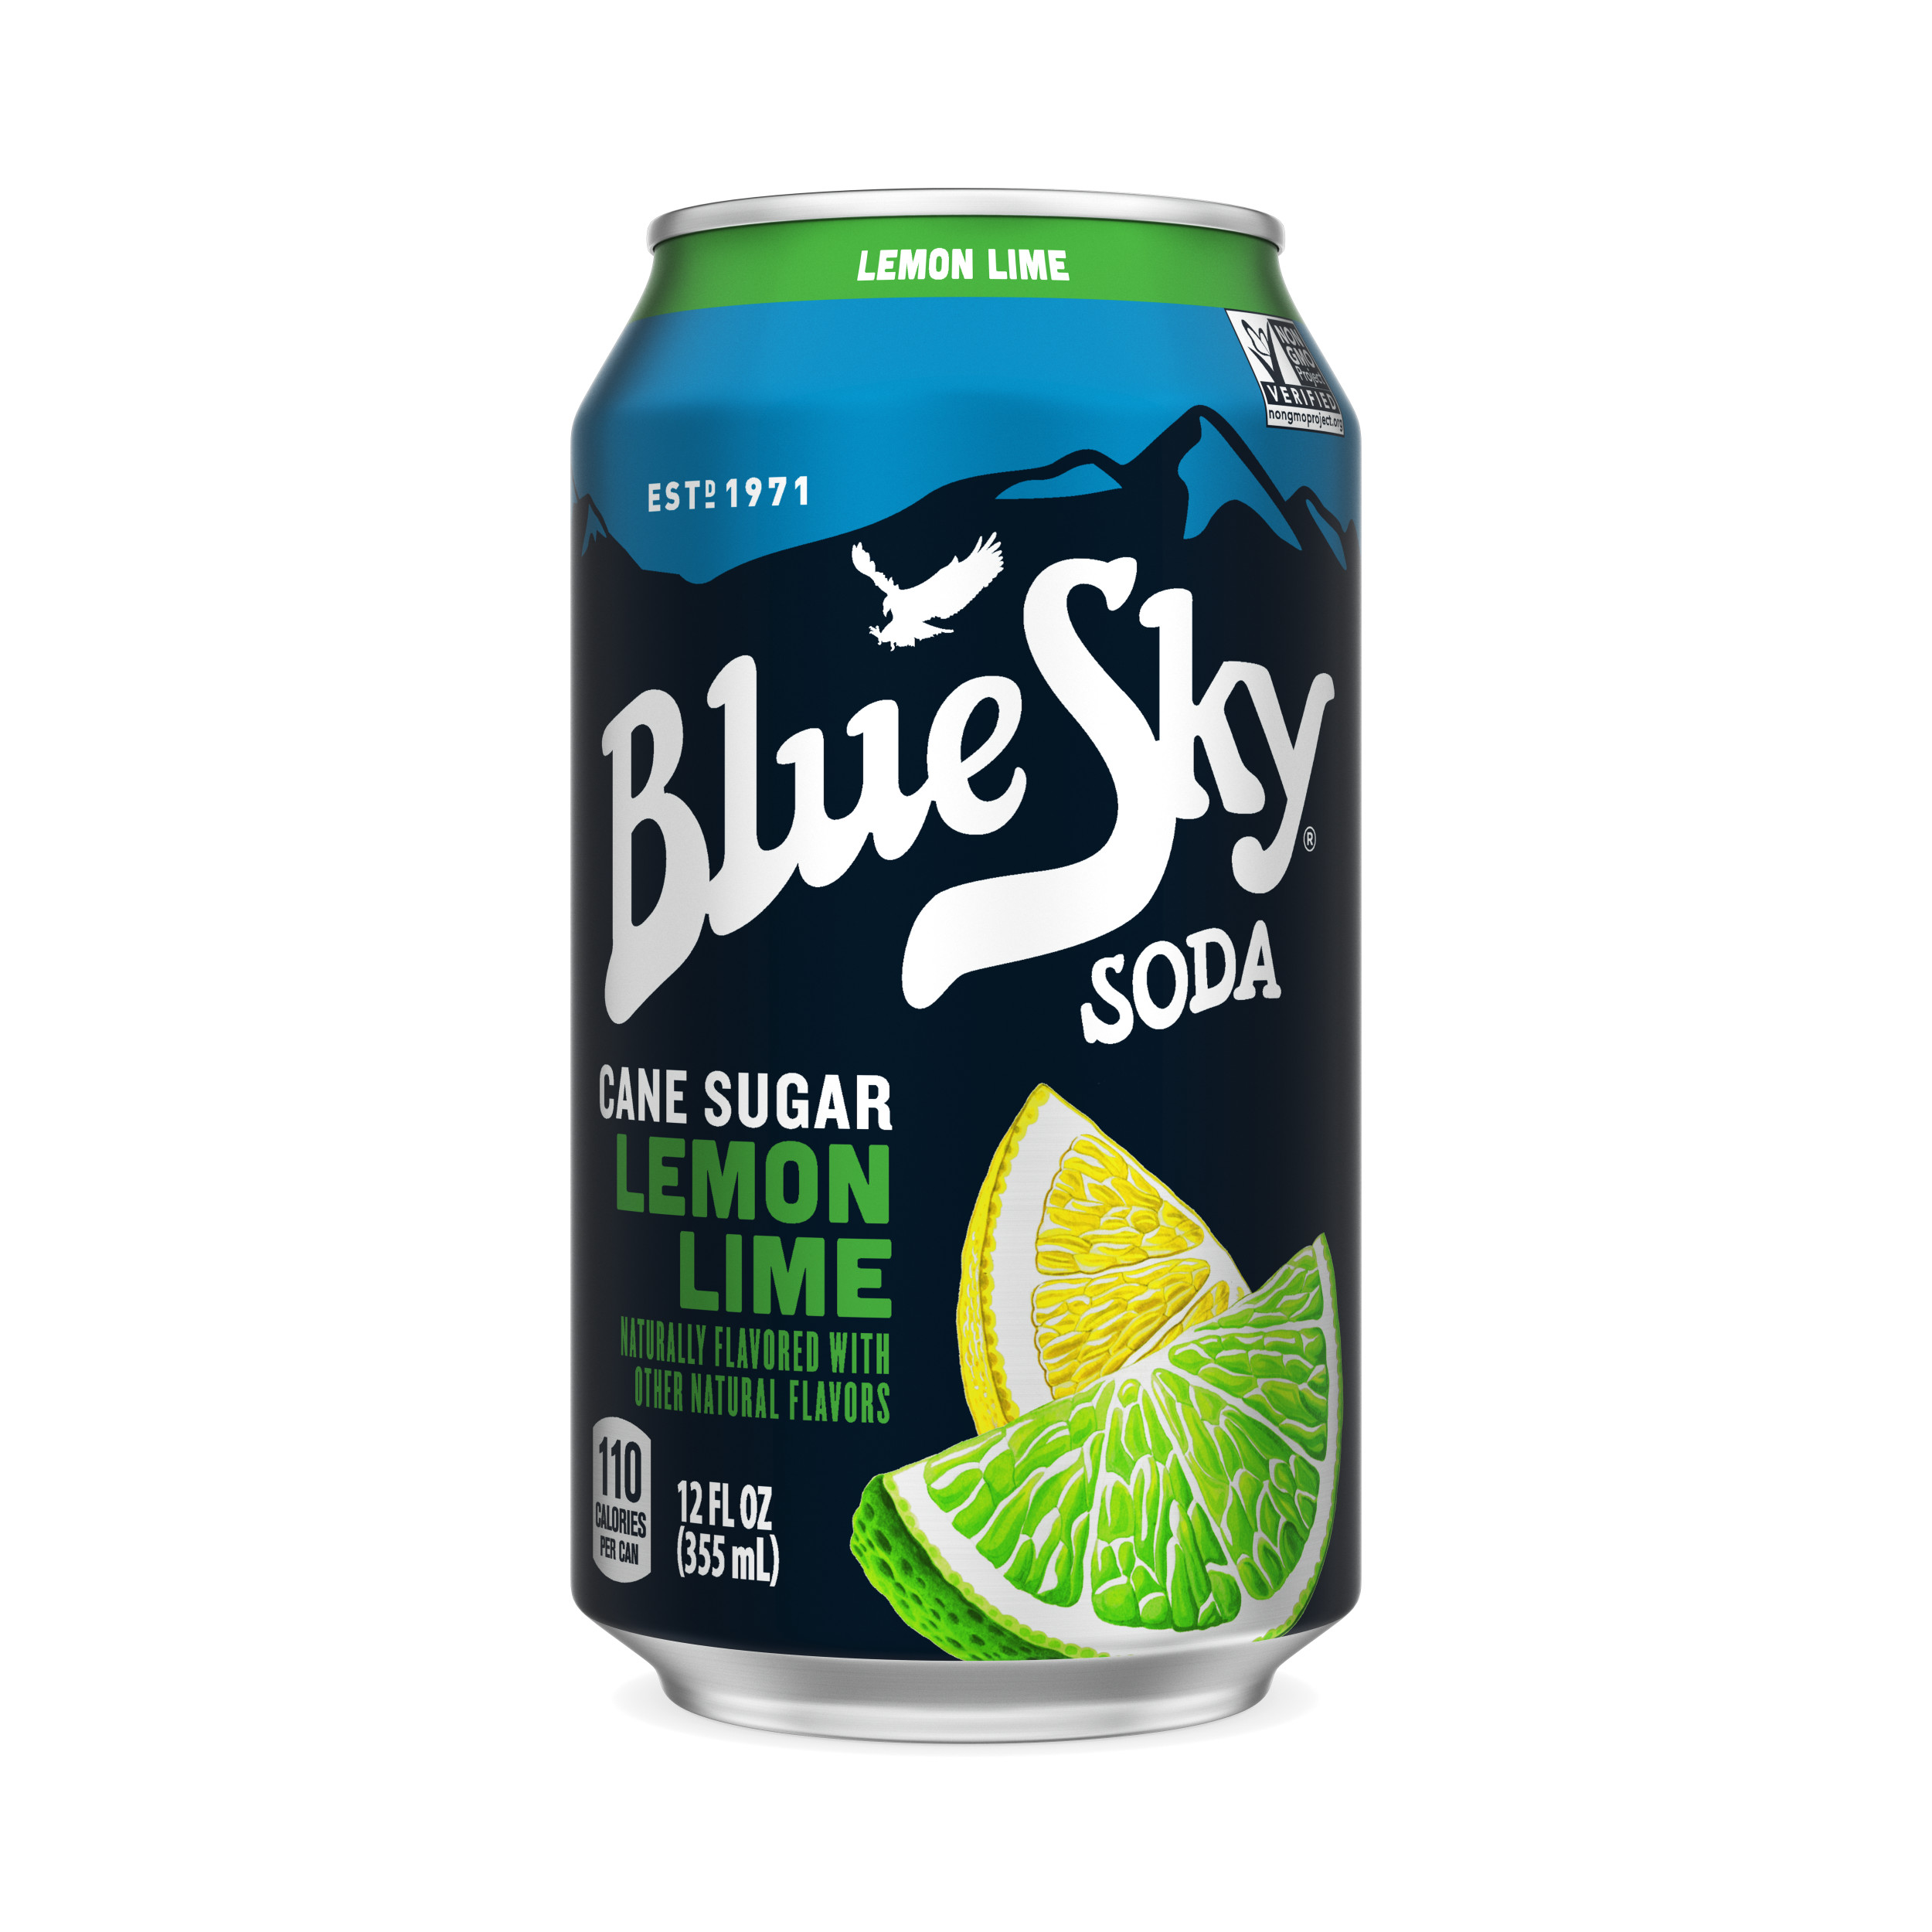 LEMON LIME
NON
GMO
Project
VERIFIED
nongmoproject.org
ESTD 1971
Blue Sky®
SODA
CANE SUGAR
LEMON
LIME
NATURALLY FLAVORED WITH
OTHER NATURAL FLAVORS
110
CALORIES
PER CAN
12 FL OZ
(355 mL)